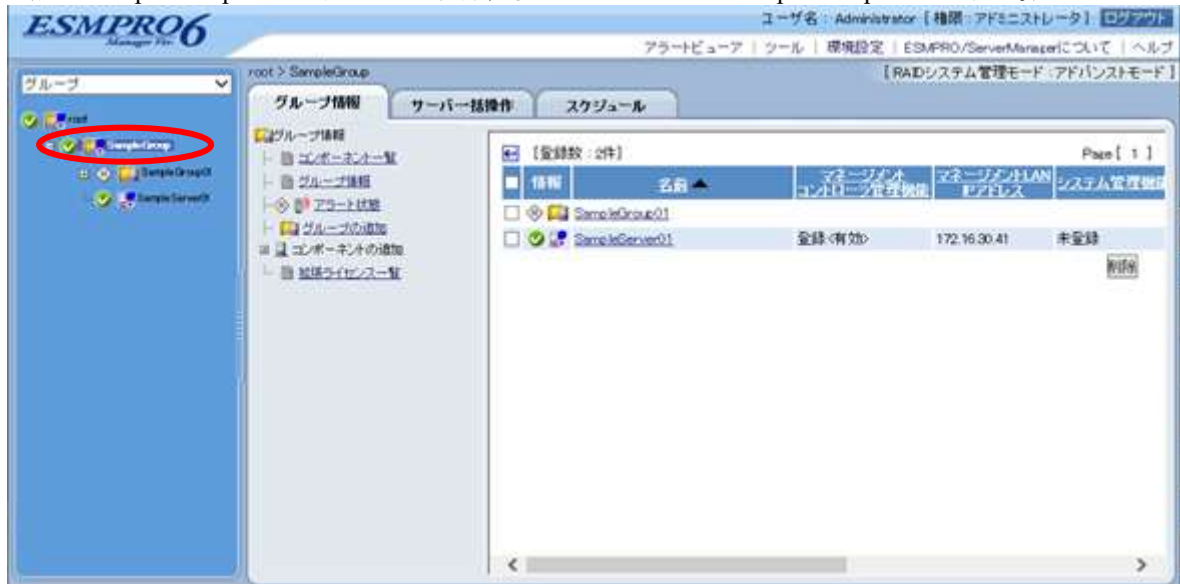 ESMPRO6
Manager Ver.
ユーザ名 : Administrator [ 権限 : アドミニストレータ ] ログアウト
アラートビューア | ツール | 環境設定 | ESMPRO/ServerManagerについて | ヘルプ
グループ
root
SampleGroup
SampleGroup01
SampleServer01
root > SampleGroup
[ RAIDシステム管理モード : アドバンストモード ]
グループ情報 サーバ一括操作 スケジュール
グループ情報
コンポーネント一覧
グループ情報
アラート状態
グループの追加
コンポーネントの追加
拡張ライセンス一覧
[登録数 : 2件] Page [ 1 ]
情報 名前▲ マネージメントコントローラ管理機能 マネージメントLAN IPアドレス システム管理機能
SampleGroup01
SampleServer01 登録<有効> 172.16.30.41 未登録
削除